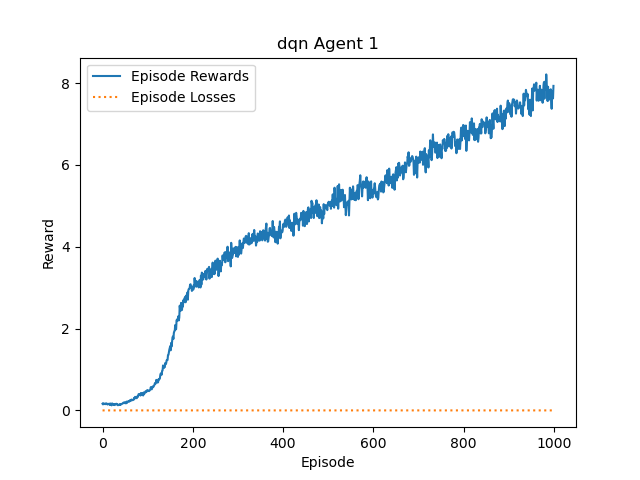 dqn Agent 1
Episode Rewards
Episode Losses
8
6
4
2
0
Reward
0 200 400 600 800 1000
Episode